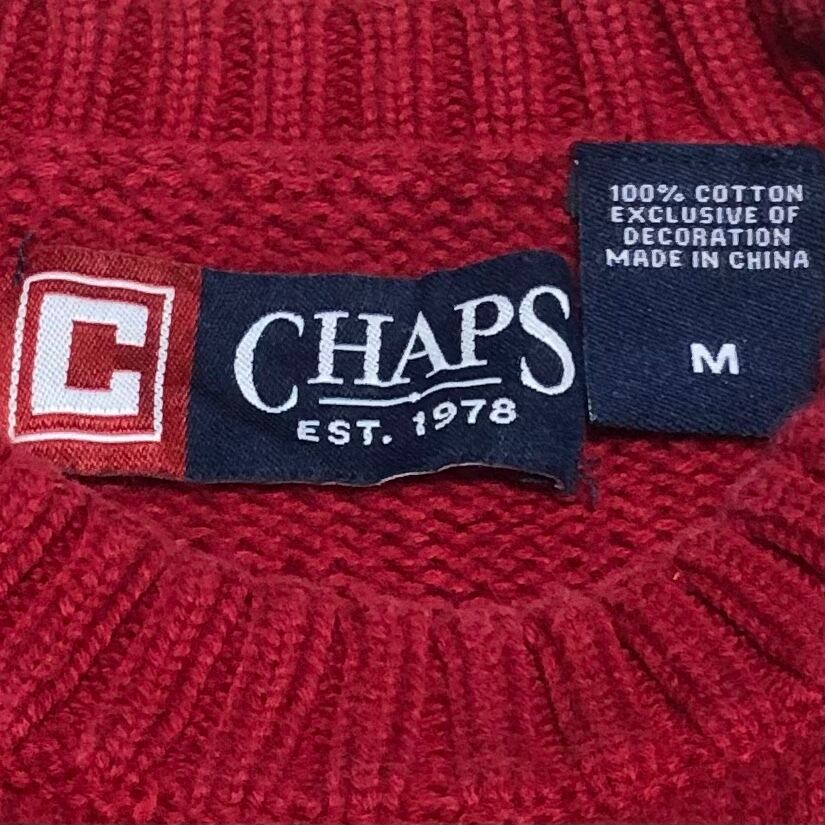 C
CHAPS
EST. 1978
100% COTTON
EXCLUSIVE OF
DECORATION
MADE IN CHINA
M